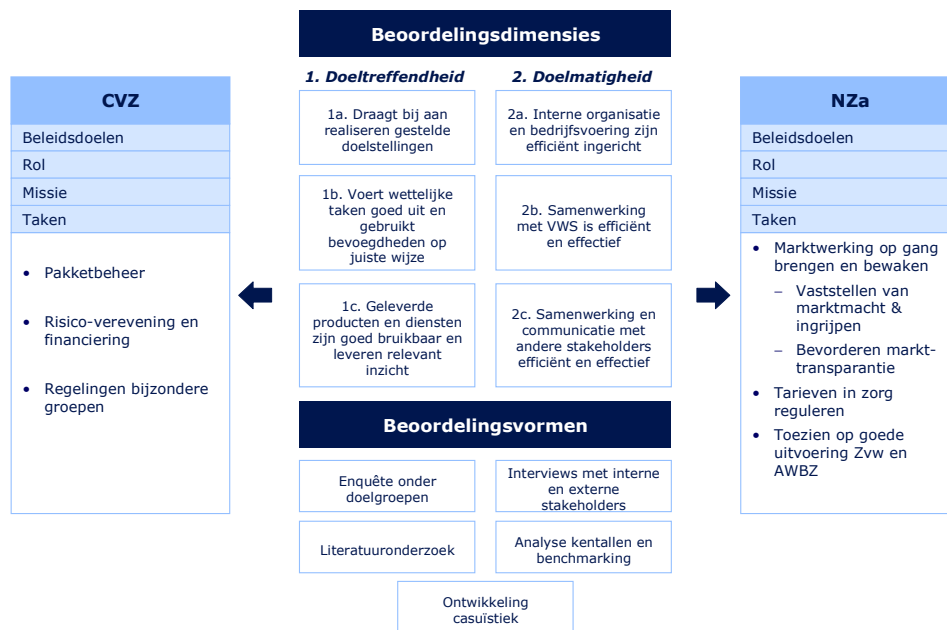 CVZ
Beleidsdoelen
Rol
Missie
Taken
• Pakketbeheer
• Risico-verevening en
financiering
• Regelingen bijzondere
groepen
Beoordelingsdimensies
1. Doeltreffendheid
1a. Draagt bij aan
realiseren gestelde
doelstellingen
1b. Voert wettelijke
taken goed uit en
gebruikt
bevoegdheden op
juiste wijze
1c. Geleverde
producten en diensten
zijn goed bruikbaar en
leveren relevant
inzicht
2. Doelmatigheid
2a. Interne organisatie
en bedrijfsvoering zijn
efficiënt ingericht
2b. Samenwerking
met VWS is efficiënt
en effectief
2c. Samenwerking en
communicatie met
andere stakeholders
efficiënt en effectief
Beoordelingsvormen
Enquête onder
doelgroepen
Interviews met interne
en externe
stakeholders
Literatuuronderzoek
Analyse kentallen en
benchmarking
Ontwikkeling
casuïstiek
NZa
Beleidsdoelen
Rol
Missie
Taken
• Marktwerking op gang
brengen en bewaken
– Vaststellen van
marktmacht &
ingrijpen
– Bevorderen markt-
transparantie
• Tarieven in zorg
reguleren
• Toezien op goede
uitvoering Zvw en
AWBZ